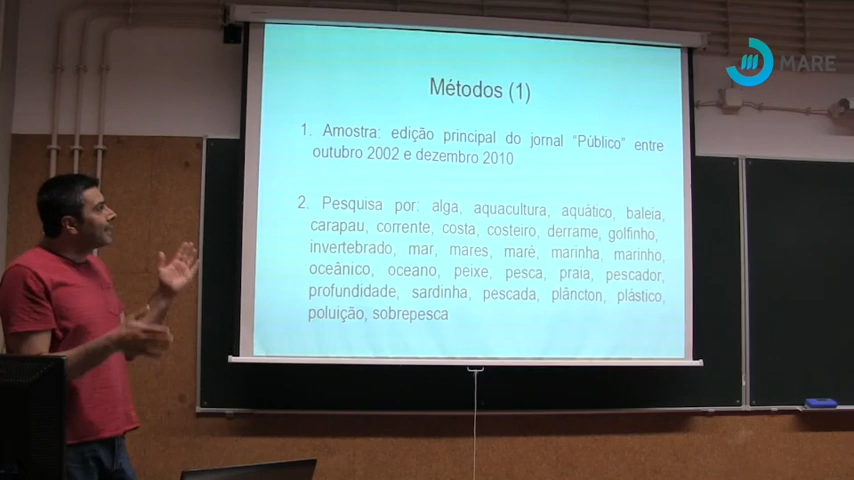 MARE
Métodos (1)
1. Amostra: edição principal do jornal "Público" entre
outubro 2002 e dezembro 2010
2. Pesquisa por: alga, aquacultura, aquático, baleia,
carapau, corrente, costa, costeiro, derrame, golfinho,
invertebrado, mar, mares, maré, marinha, marinho,
oceânico, oceano, peixe, pesca, praia, pescador,
profundidade, sardinha, pescada, plâncton, plástico,
poluição, sobrepesca